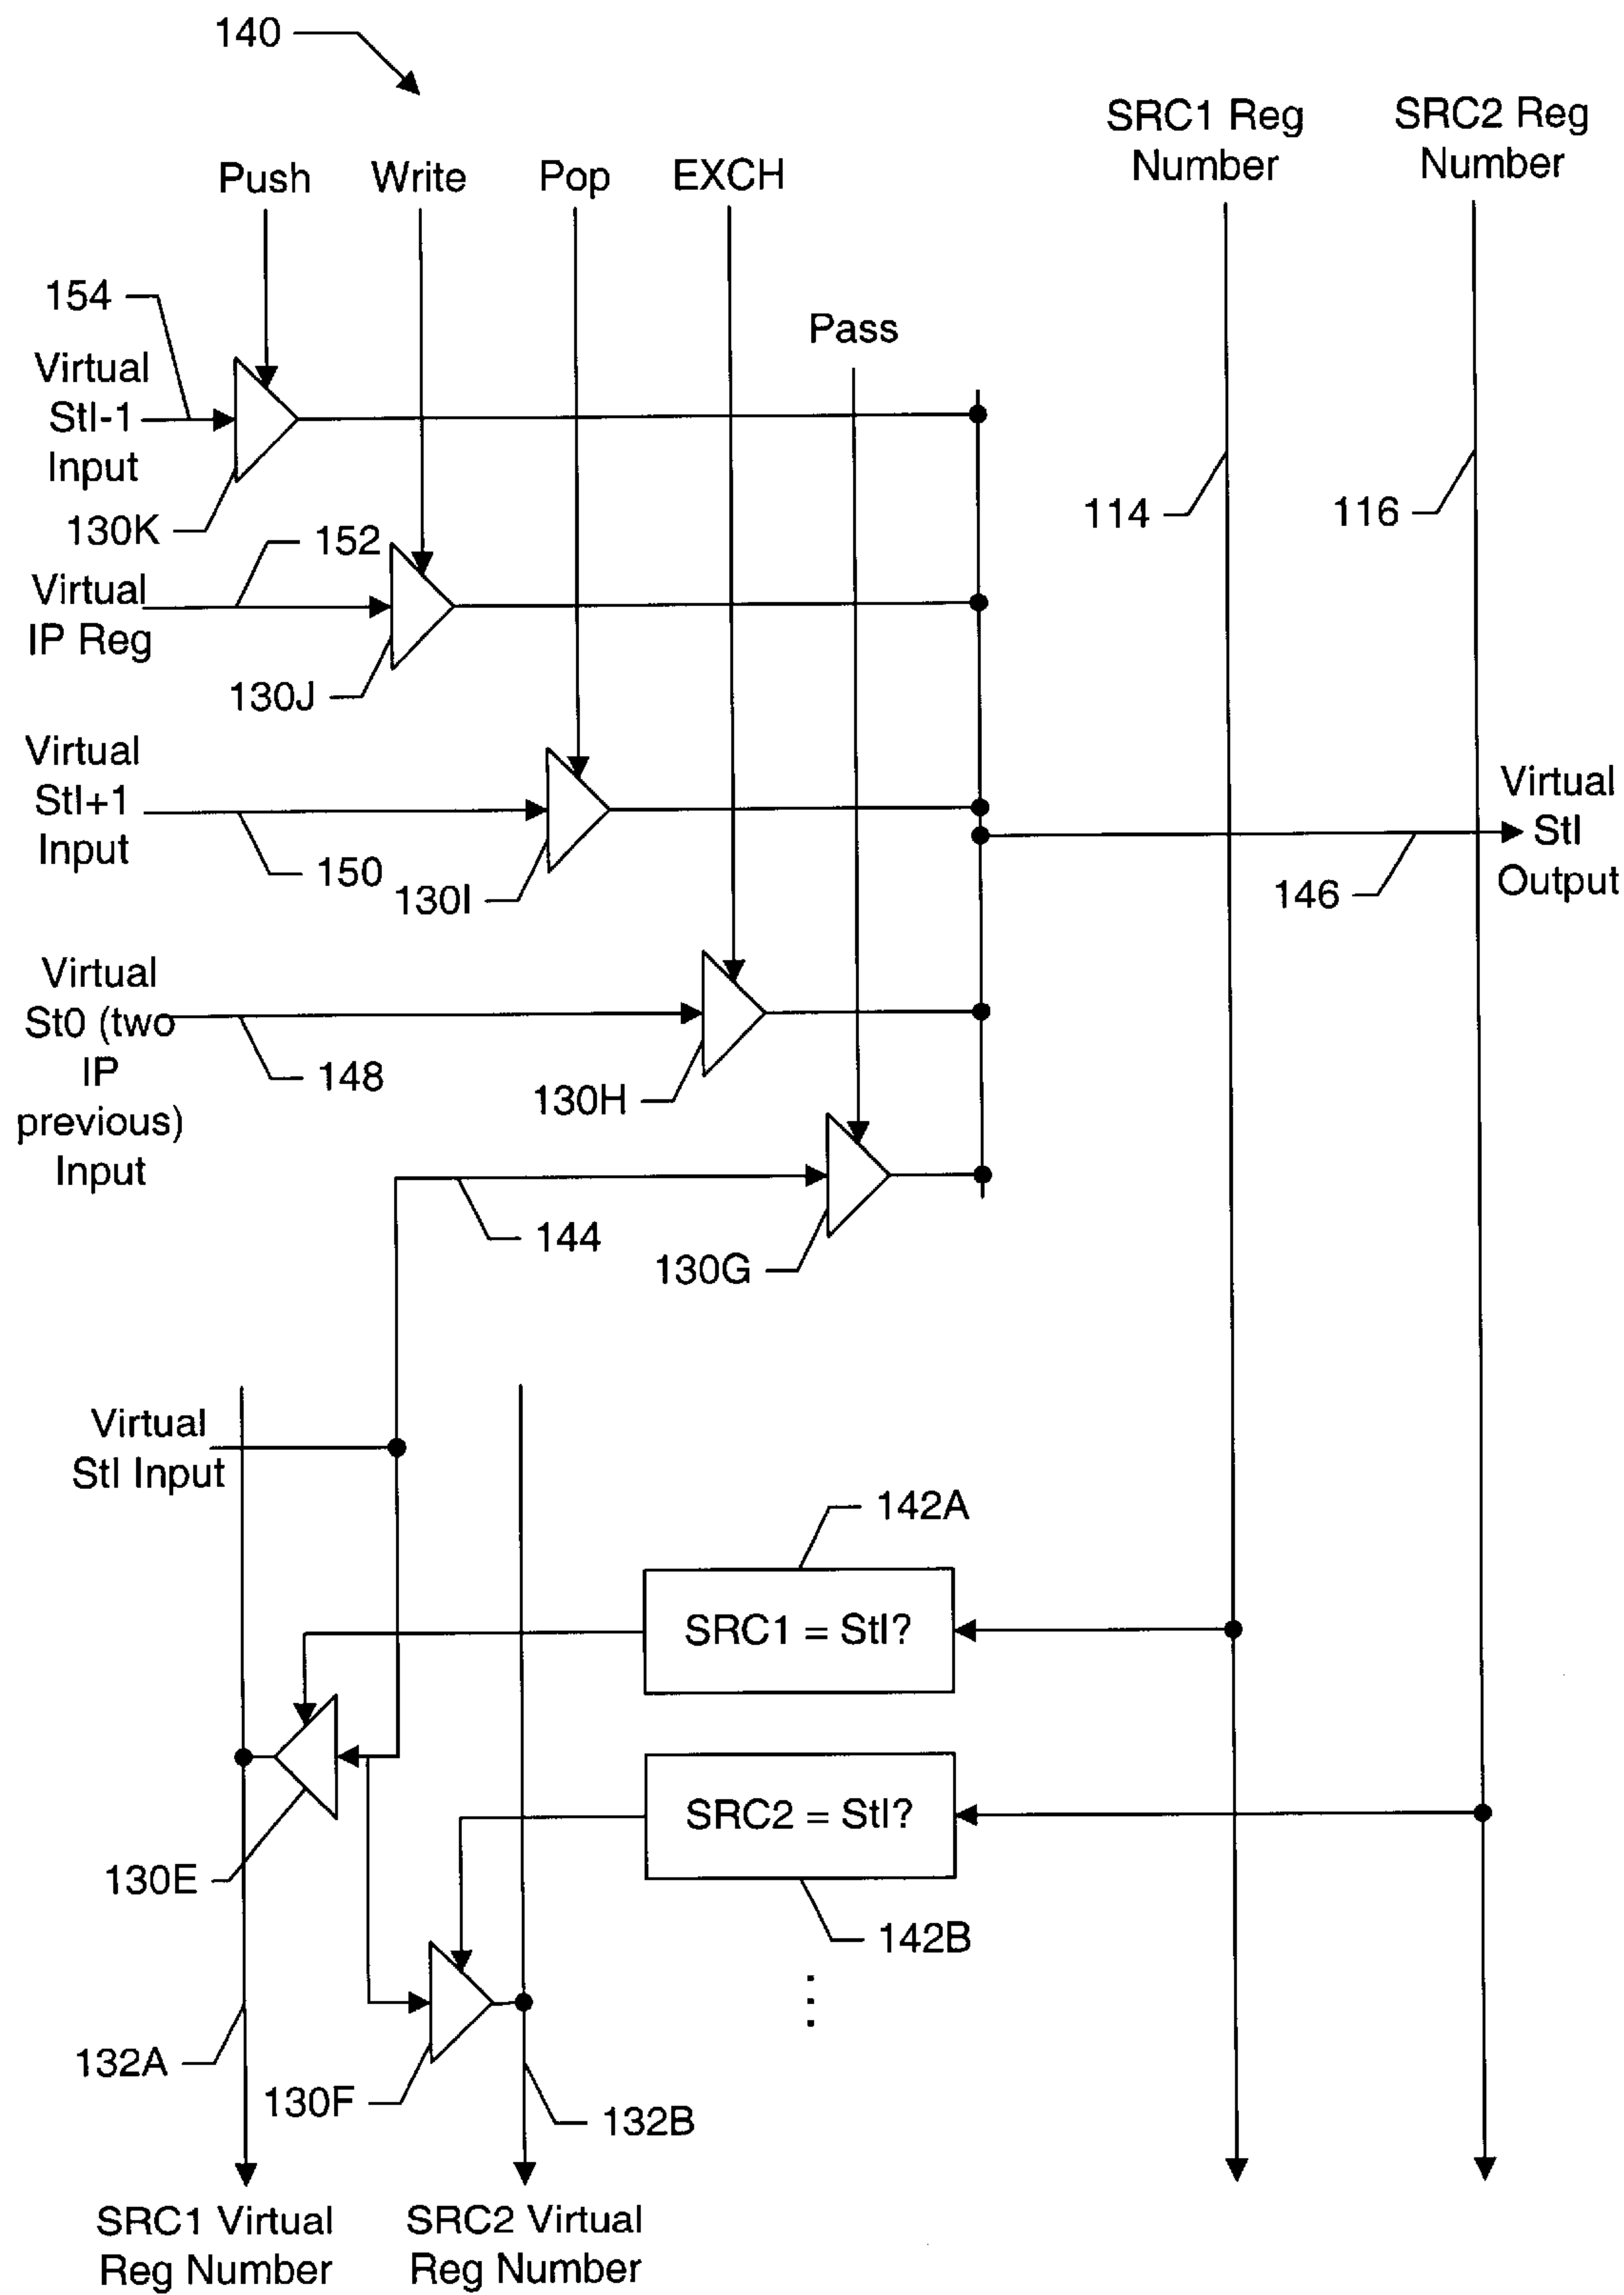 140
SRC1 Reg
Number
SRC2 Reg
Number
Push
Write
Pop
EXCH
154
Pass
Virtual
StI-1
Input
130K
114
116
152
Virtual
IP Reg
130J
Virtual
StI+1
Input
150
130I
Virtual
StI
Output
146
Virtual
St0 (two
IP
previous)
Input
148
130H
144
130G
Virtual
StI Input
142A
SRC1 = StI?
SRC2 = StI?
130E
142B
132A
130F
132B
SRC1 Virtual
Reg Number
SRC2 Virtual
Reg Number